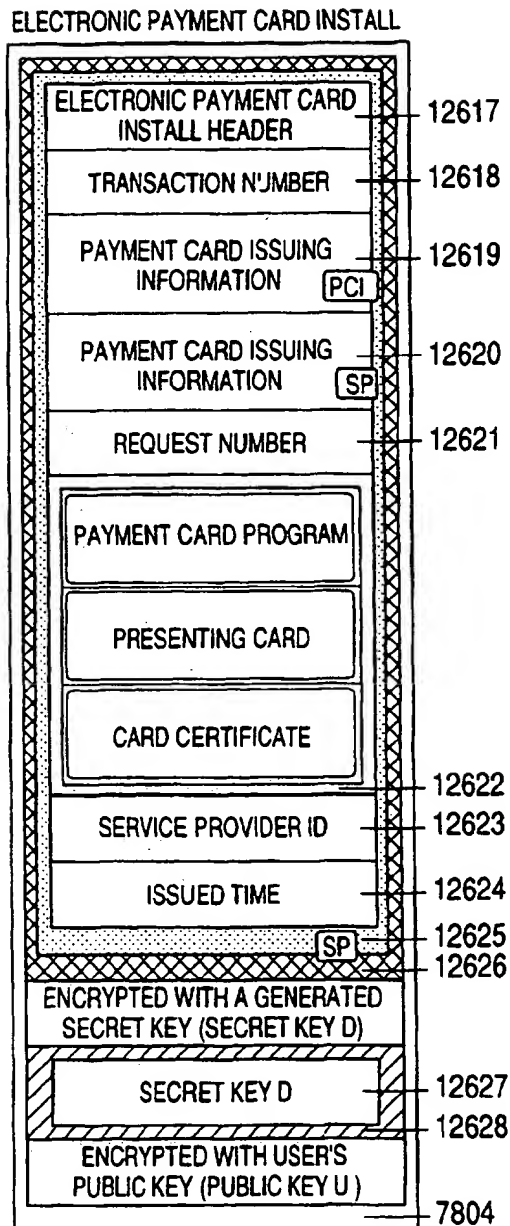 ELECTRONIC PAYMENT CARD INSTALL
ELECTRONIC PAYMENT CARD
INSTALL HEADER
12617
TRANSACTION N'JMBER
12618
PAYMENT CARD ISSUING
INFORMATION
PCI
12619
PAYMENT CARD ISSUING
INFORMATION
SP
12620
REQUEST NUMBER
12621
PAYMENT CARD PROGRAM
PRESENTING CARD
CARD CERTIFICATE
12622
SERVICE PROVIDER ID
12623
ISSUED TIME
12624
SP
12625
12626
ENCRYPTED WITH A GENERATED
SECRET KEY (SECRET KEY D)
SECRET KEY D
12627
12628
ENCRYPTED WITH USER'S
PUBLIC KEY (PUBLIC KEY U )
7804